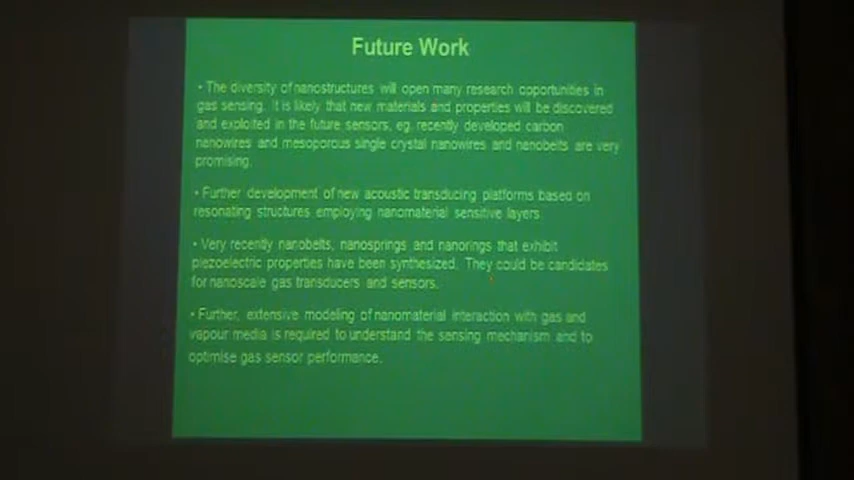 Future Work
• The diversity of nanostructures will open many research opportunities in
gas sensing. It is likely that new materials and properties will be discovered
and exploited in the future sensors, eg. recently developed carbon
nanowires and mesoporous single crystal nanowires and nanobelts are very
promising.
• Further development of new acoustic transducing platforms based on
resonating structures employing nanomaterial sensitive layers
• Very recently nanobelts, nanosprings and nanorings that exhibit
piezoelectric properties have been synthesized. They could be candidates
for nanoscale gas transducers and sensors.
• Further, extensive modeling of nanomaterial interaction with gas and
vapour media is required to understand the sensing mechanism and to
optimise gas sensor performance.